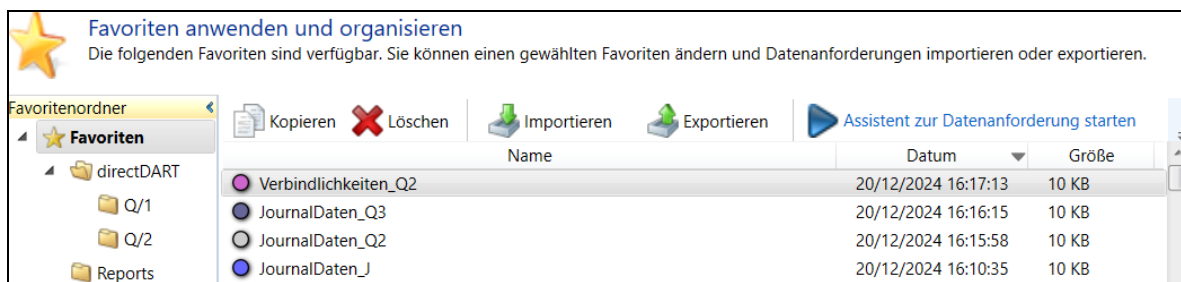 Favoriten anwenden und organisieren
Die folgenden Favoriten sind verfügbar. Sie können einen gewählten Favoriten ändern und Datenanforderungen importieren oder exportieren.
Favoritenordner
Favoriten
directDART
Q/1
Q/2
Reports
Kopieren Löschen Importieren Exportieren Assistent zur Datenanforderung starten
Name Datum Größe
Verbindlichkeiten_Q2 20/12/2024 16:17:13 10 KB
JournalDaten_Q3 20/12/2024 16:16:15 10 KB
JournalDaten_Q2 20/12/2024 16:15:58 10 KB
JournalDaten_J 20/12/2024 16:10:35 10 KB